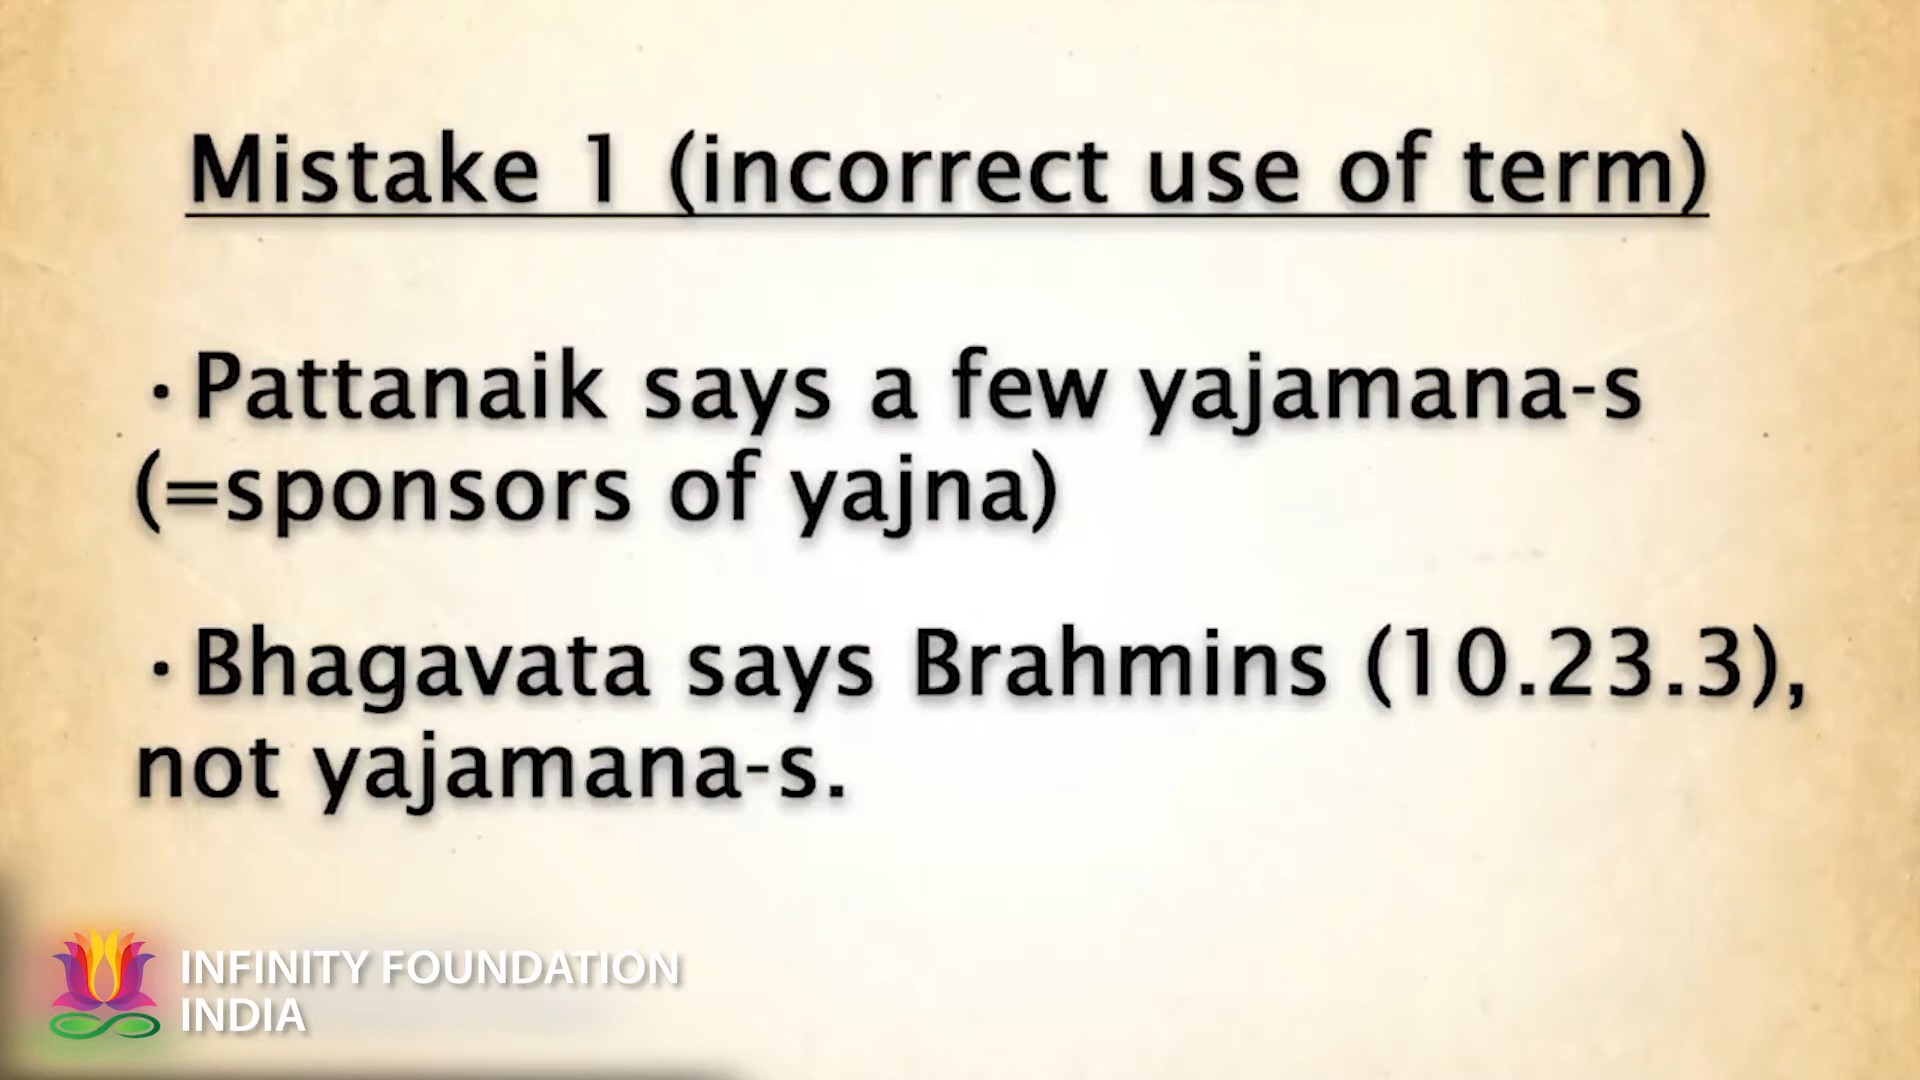 Mistake 1 (incorrect use of term)
· Pattanaik says a few yajamana-s
(=sponsors of yajna)
· Bhagavata says Brahmins (10.23.3),
not yajamana-s.
INFINITY FOUNDATION
INDIA